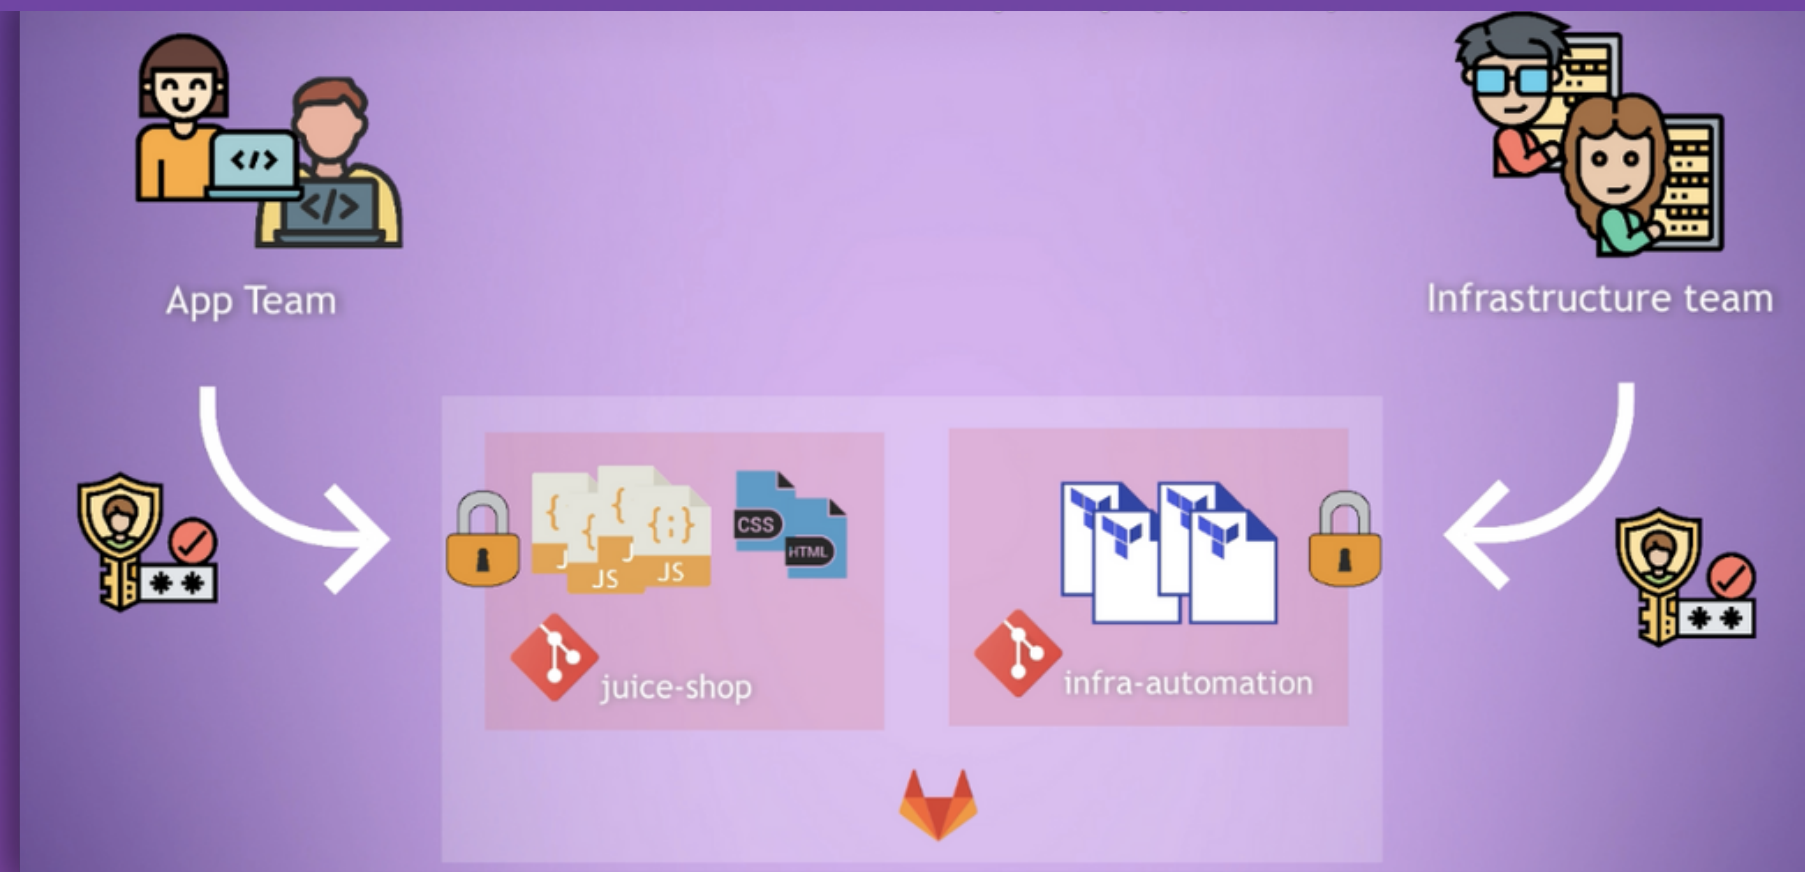 </>
</>
App Team
Infrastructure team
{
{
{
{;}
J
JS
J
JS
CSS
HTML
juice-shop
infra-automation
**
**